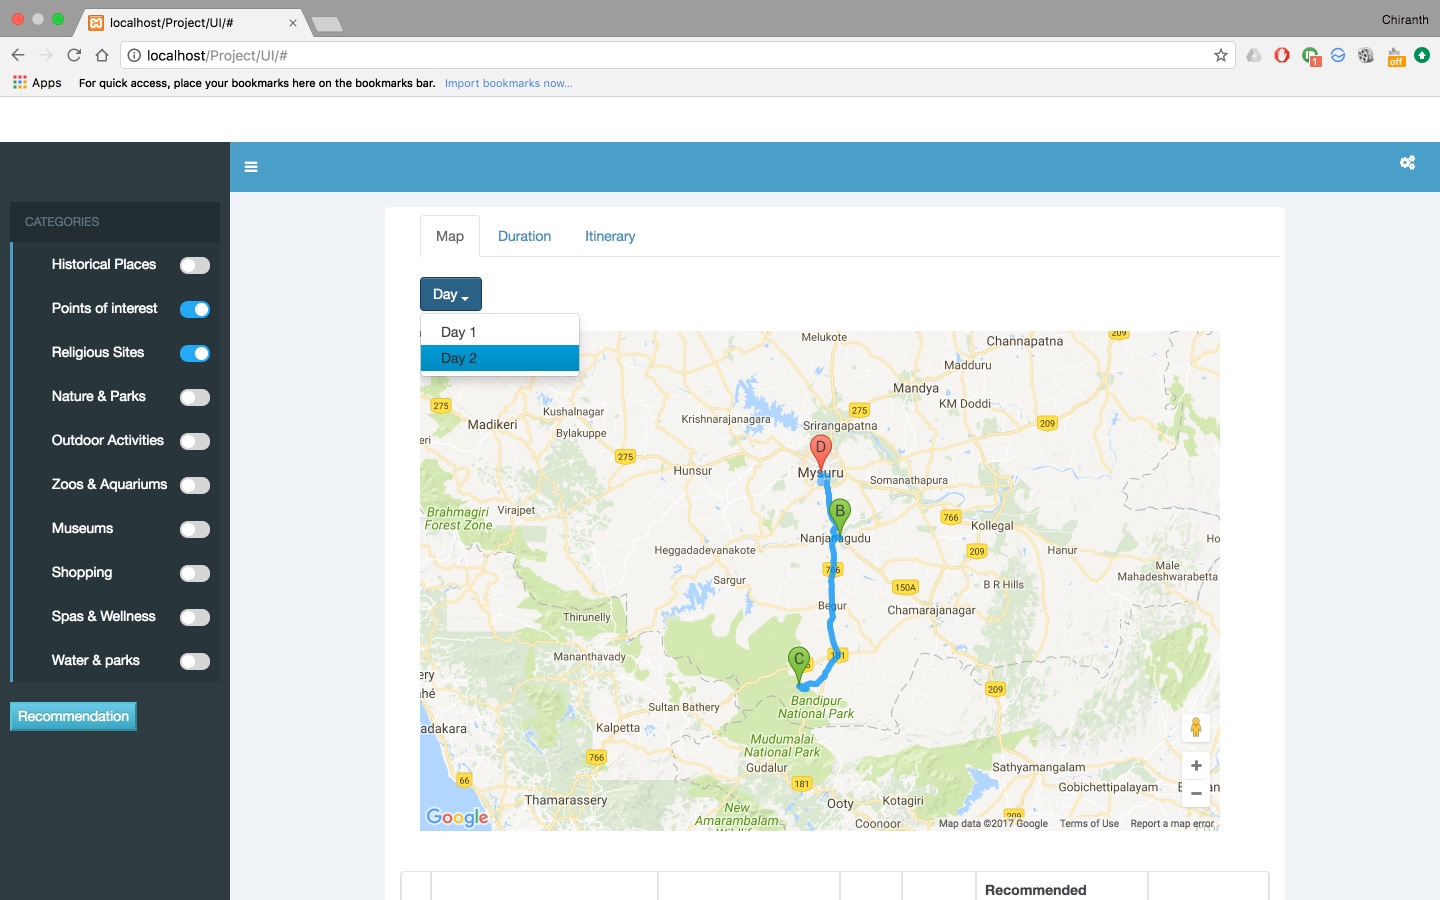 localhost/Project/UI/#
Chiranth
localhost/Project/UI/#
1
off
Apps
For quick access, place your bookmarks here on the bookmarks bar.
Import bookmarks now...
CATEGORIES
Historical Places
Points of interest
Religious Sites
Nature & Parks
Outdoor Activities
Zoos & Aquariums
Museums
Shopping
Spas & Wellness
Water & parks
Recommendation
Map
Duration
Itinerary
Day
Day 1
Day 2
Melukote
209
Channapatna
Madduru
Mandya
KM Doddi
275
Kushalnagar
Krishnarajanagara
275
Madikeri
Bylakuppe
Srirangapatna
209
eri
D
275
Hunsur
Mysuru
Somanathapura
Brahmagiri
Forest Zone
Virajpet
B
766
Kollegal
Nanjanagudu
Ho
Heggadadevanakote
209
Hanur
Male
Mahadeshwarabetta
766
Sargur
150A
B R Hills
Thirunelly
Begur
Chamarajanagar
Mananthavady
C
181
ery
hé
209
Sultan Bathery
Bandipur
National Park
adakara
Kalpetta
Mudumalai
National Park
766
Gudalur
Sathyamangalam
66
181
Gobichettipalayam
Thamarassery
Ooty
Kotagiri
New
Amarambalam
Coonoor
209
Google
Map data ©2017 Google
Terms of Use
Report a map error
Recommended